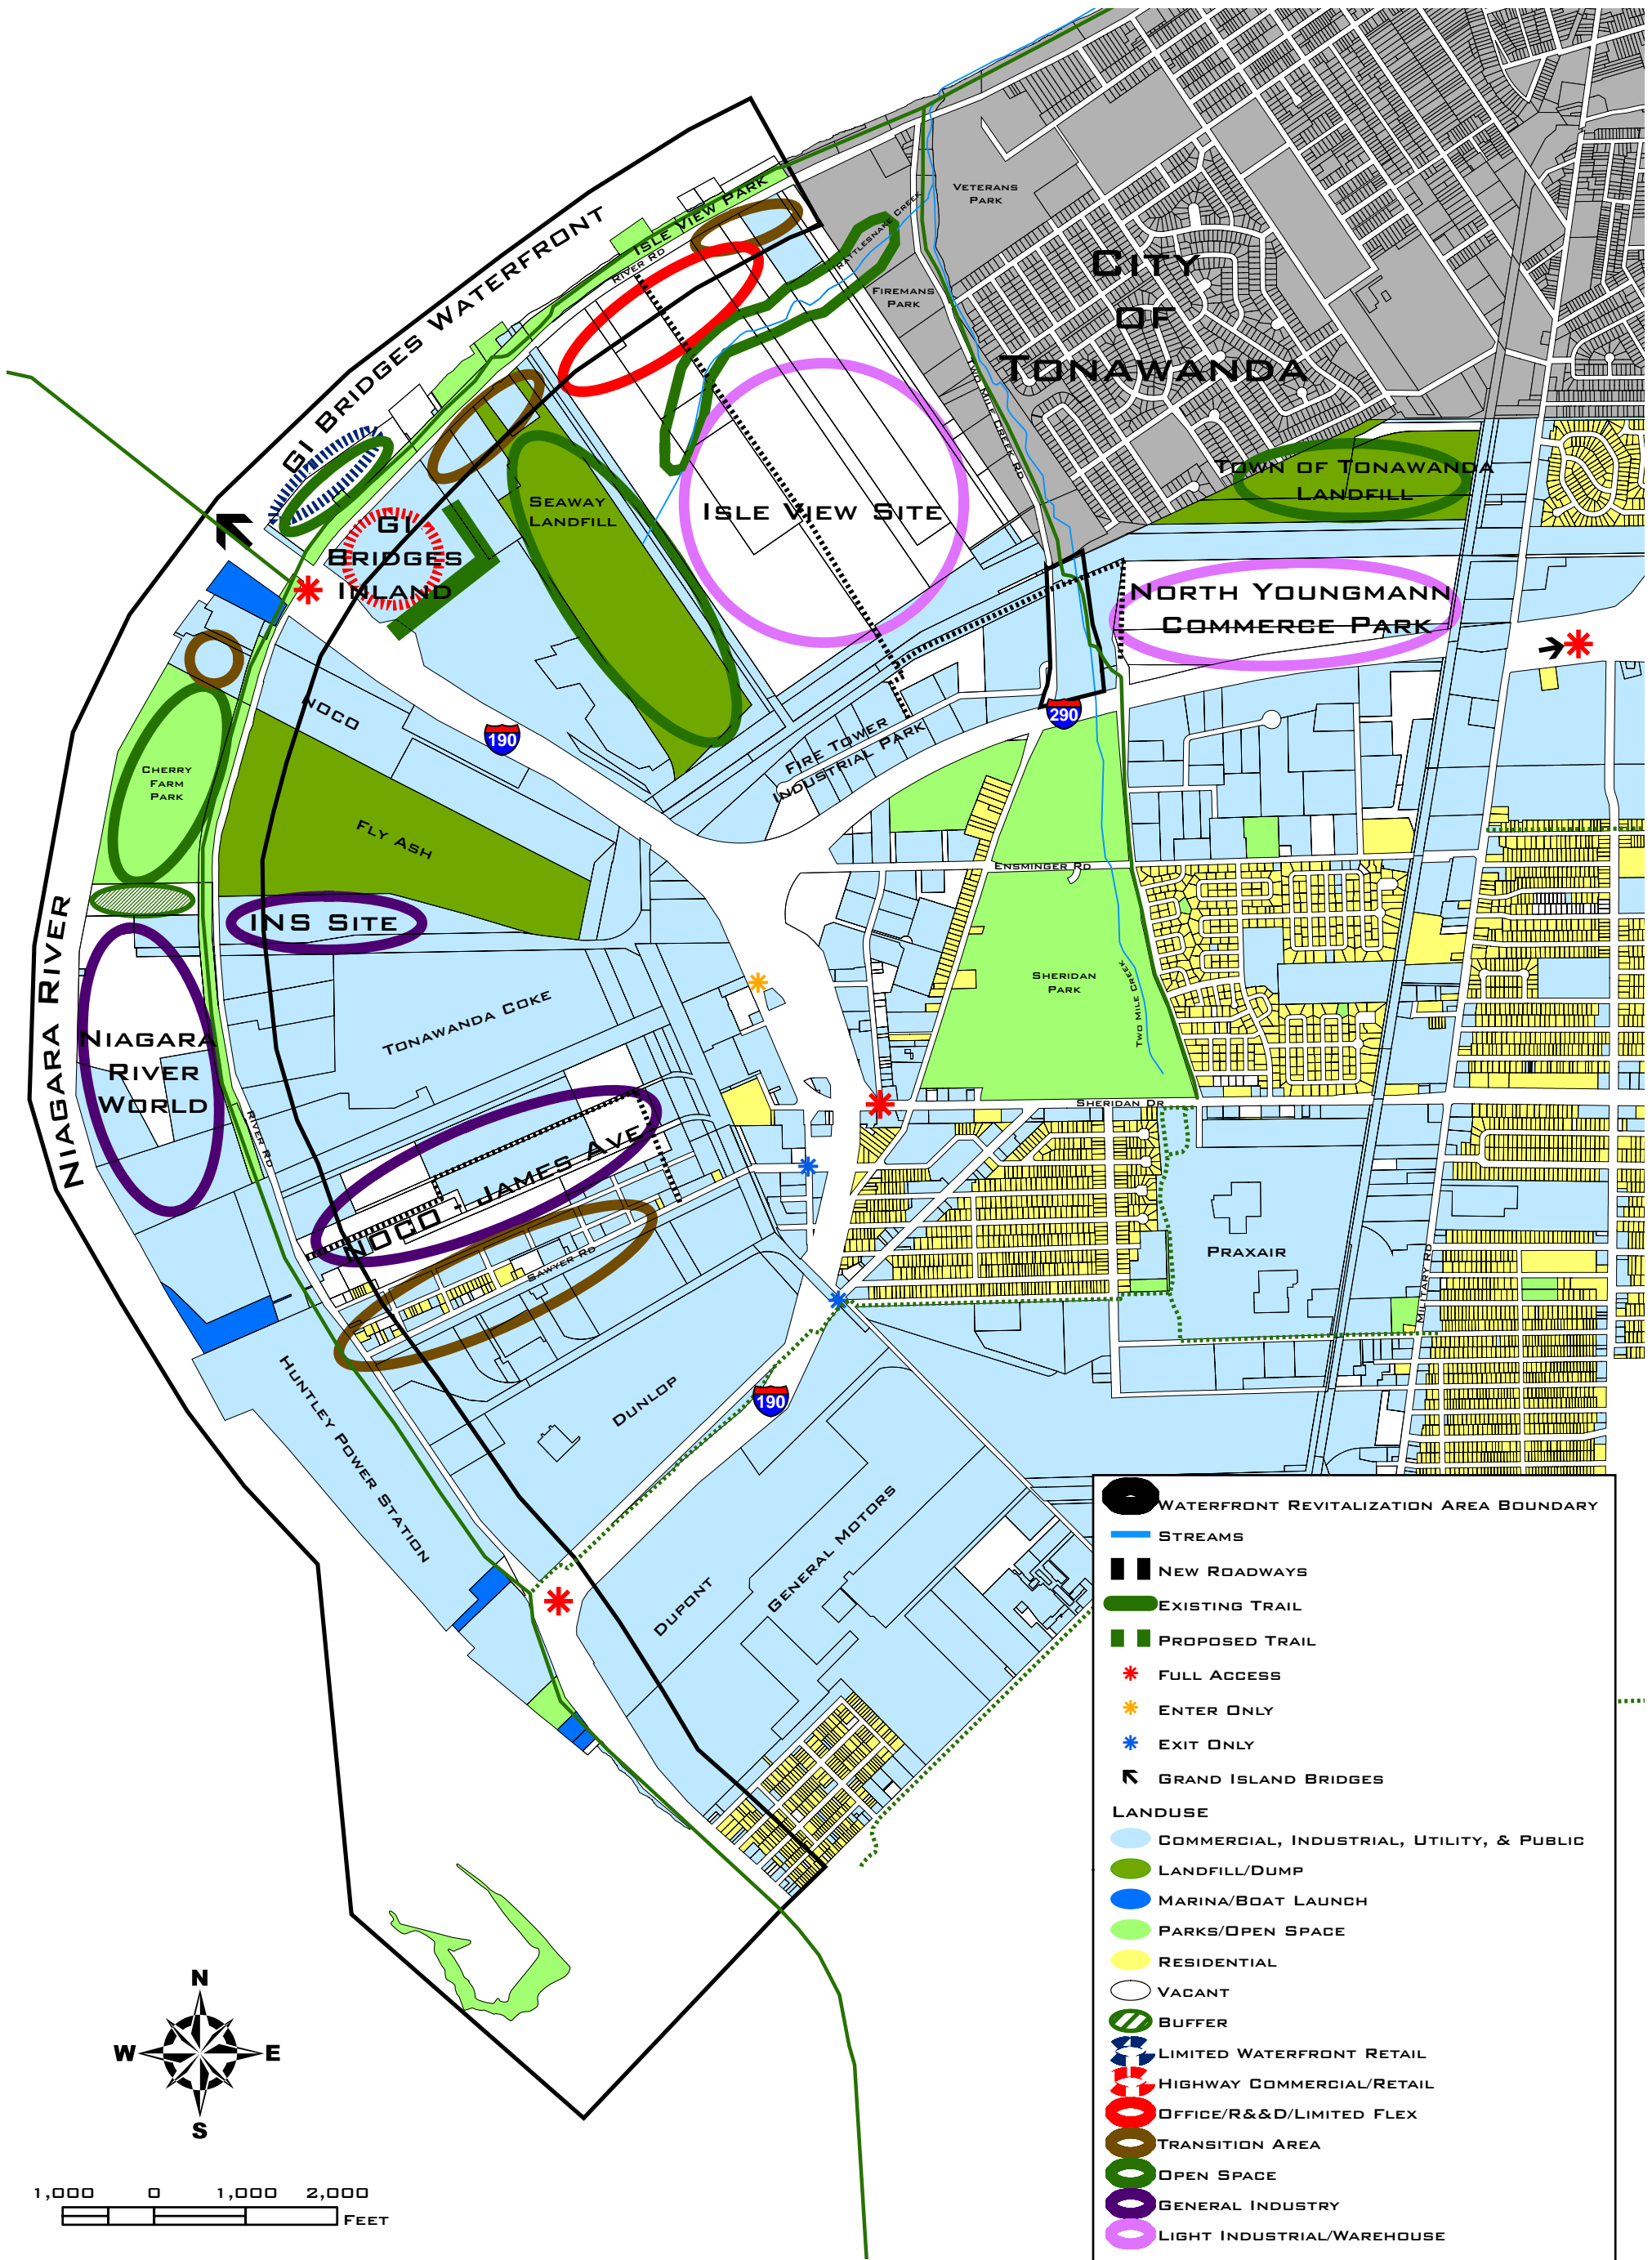 Veterans
Park
City
of
Tonawanda
Rattlesnake Creek
Isle View Park
River Rd
Firemans
Park
GI Bridges Waterfront
Two Mile Creek Rd
Town of Tonawanda
Landfill
Seaway
Landfill
Isle View Site
GI
Bridges
Inland
North Youngmann
Commerce Park
NOCO
190
290
Fire Tower
Industrial Park
Cherry
Farm
Park
Fly Ash
Ensminger Rd
INS Site
Niagara River
Sheridan
Park
Two Mile Creek
Tonawanda Coke
Niagara
River
World
River Rd
Sheridan Dr
NOCO - James Ave
Sawyer Rd
Praxair
Military Rd
Huntley Power Station
Dunlop
190
General Motors
Dupont
Waterfront Revitalization Area Boundary
Streams
New Roadways
Existing Trail
Proposed Trail
Full Access
Enter Only
Exit Only
Grand Island Bridges
Landuse
Commercial, Industrial, Utility, & Public
Landfill/Dump
Marina/Boat Launch
Parks/Open Space
Residential
Vacant
Buffer
Limited Waterfront Retail
Highway Commercial/Retail
Office/R&&D/Limited Flex
Transition Area
Open Space
General Industry
Light Industrial/Warehouse
N
W E
S
1,000 0 1,000 2,000
Feet